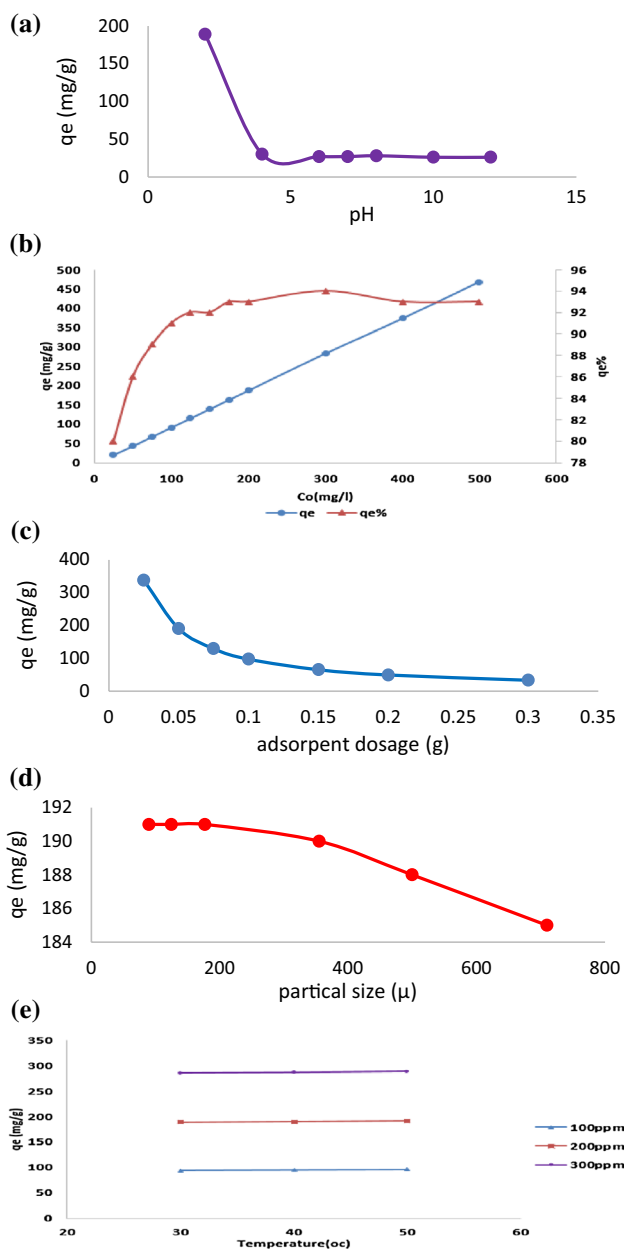 (a)
200
150
100
50
0
qe (mg/g)
0 5 10 15
pH
(b)
500
450
400
350
300
250
200
150
100
50
0
qe (mg/g)
96
94
92
90
88
86
84
82
80
78
qe%
0 100 200 300 400 500 600
Co(mg/l)
qe qe%
(c)
400
300
200
100
0
qe (mg/g)
0 0.05 0.1 0.15 0.2 0.25 0.3 0.35
adsorpent dosage (g)
(d)
192
190
188
186
184
qe (mg/g)
0 200 400 600 800
partical size (µ)
(e)
350
300
250
200
150
100
50
0
qe (mg/g)
20 30 40 50 60
Temperature(oc)
100ppm
200ppm
300ppm